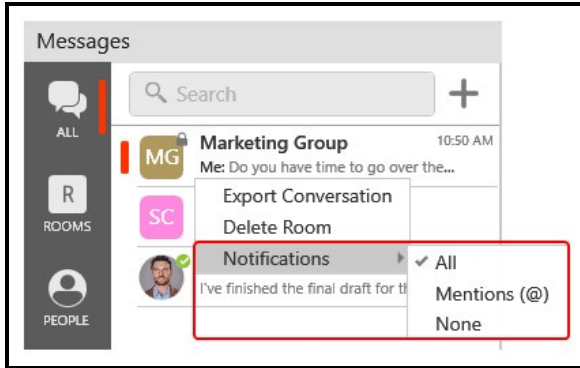 Messages
Search
ALL
MG
Marketing Group
10:50 AM
Me: Do you have time to go over the...
R
ROOMS
SC
Export Conversation
Delete Room
Notifications
All
I've finished the final draft for
Mentions (@)
None
PEOPLE